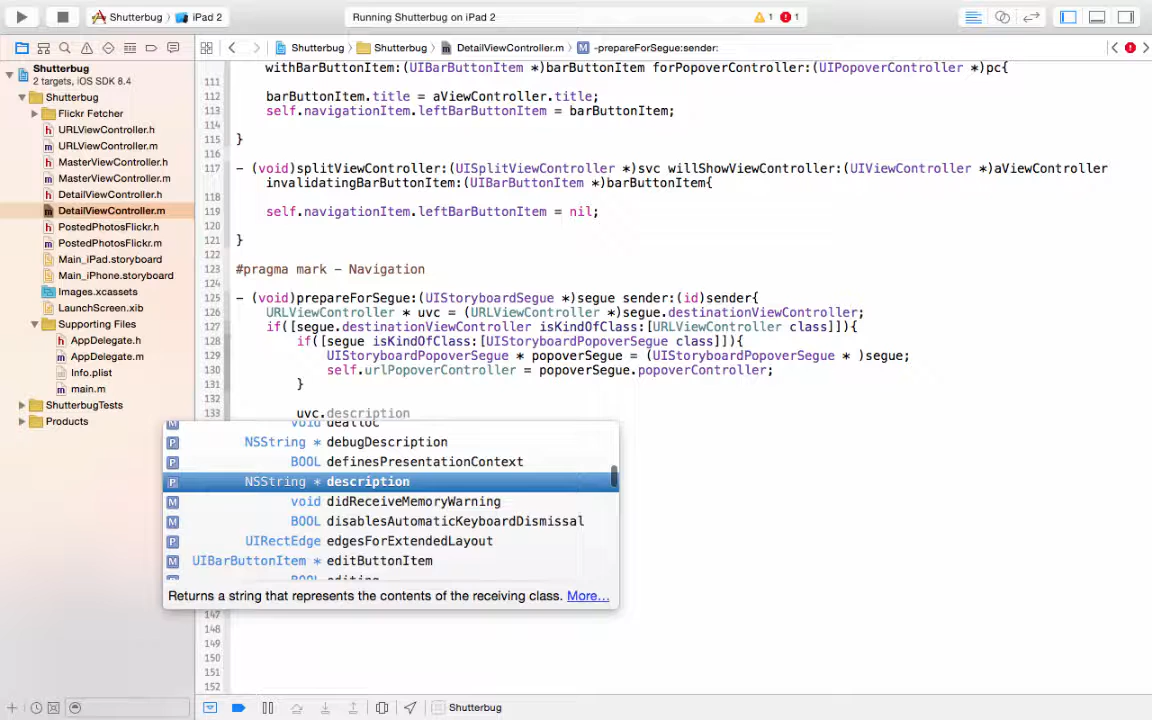 Shutterbug iPad 2
Running Shutterbug on iPad 2
1 1
Shutterbug Shutterbug DetailViewController.m -prepareForSegue:sender:
Shutterbug
2 targets, iOS SDK 8.4
Shutterbug
Flickr Fetcher
URLViewController.h
URLViewController.m
MasterViewController.h
MasterViewController.m
DetailViewController.h
DetailViewController.m
PostedPhotosFlickr.h
PostedPhotosFlickr.m
Main_iPad.storyboard
Main_iPhone.storyboard
Images.xcassets
LaunchScreen.xib
Supporting Files
AppDelegate.h
AppDelegate.m
Info.plist
main.m
ShutterbugTests
Products
withBarButtonItem:(UIBarButtonItem *)barButtonItem forPopoverController:(UIPopoverController *)pc{
111
112 barButtonItem.title = aViewController.title;
113 self.navigationItem.leftBarButtonItem = barButtonItem;
114
115 }
116
117 - (void)splitViewController:(UISplitViewController *)svc willShowViewController:(UIViewController *)aViewController
invalidatingBarButtonItem:(UIBarButtonItem *)barButtonItem{
118
119 self.navigationItem.leftBarButtonItem = nil;
120
121 }
122
123 #pragma mark - Navigation
124
125 - (void)prepareForSegue:(UIStoryboardSegue *)segue sender:(id)sender{
126 URLViewController * uvc = (URLViewController *)segue.destinationViewController;
127 if([segue.destinationViewController isKindOfClass:[URLViewController class]]){
128 if([segue isKindOfClass:[UIStoryboardPopoverSegue class]]){
129 UIStoryboardPopoverSegue * popoverSegue = (UIStoryboardPopoverSegue * )segue;
130 self.urlPopoverController = popoverSegue.popoverController;
131 }
132
133 uvc.description
void dealloc
NSString * debugDescription
BOOL definesPresentationContext
NSString * description
void didReceiveMemoryWarning
BOOL disablesAutomaticKeyboardDismissal
UIRectEdge edgesForExtendedLayout
UIBarButtonItem * editButtonItem
BOOL editing
Returns a string that represents the contents of the receiving class. More...
147
148
149
150
151
152
Shutterbug